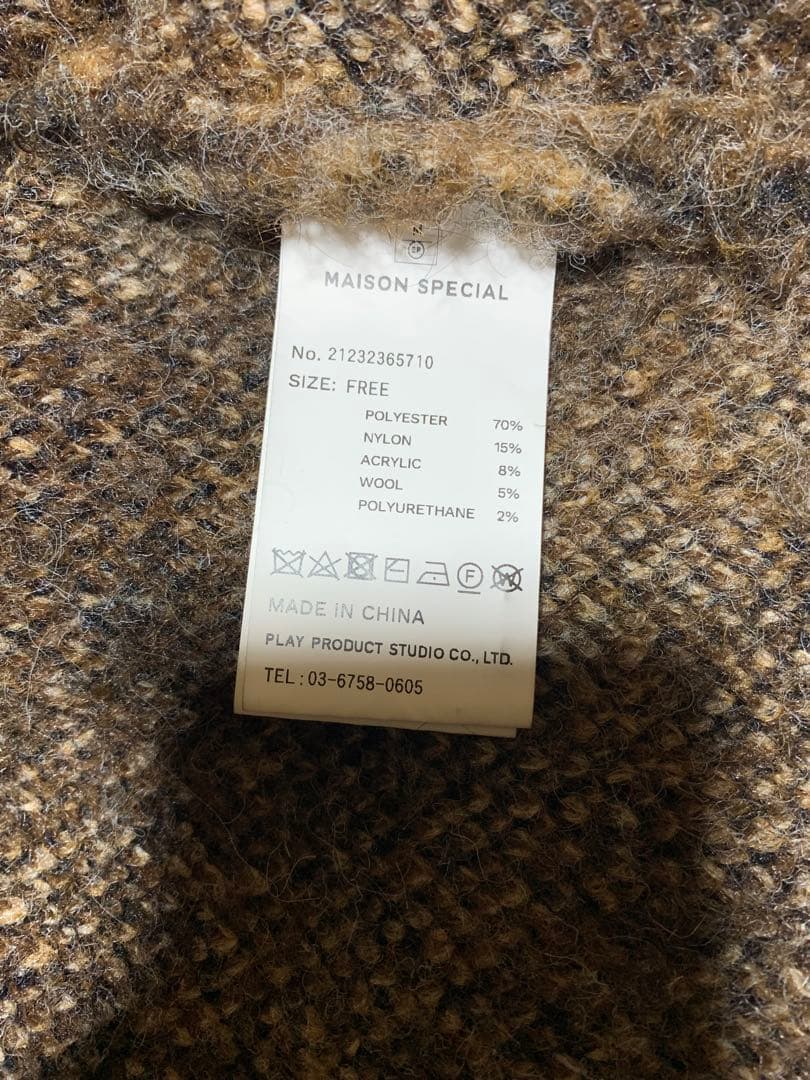 MAISON SPECIAL
No. 21232365710
SIZE: FREE
POLYESTER 70%
NYLON 15%
ACRYLIC 8%
WOOL 5%
POLYURETHANE 2%
F W
MADE IN CHINA
PLAY PRODUCT STUDIO CO., LTD.
TEL : 03-6758-0605